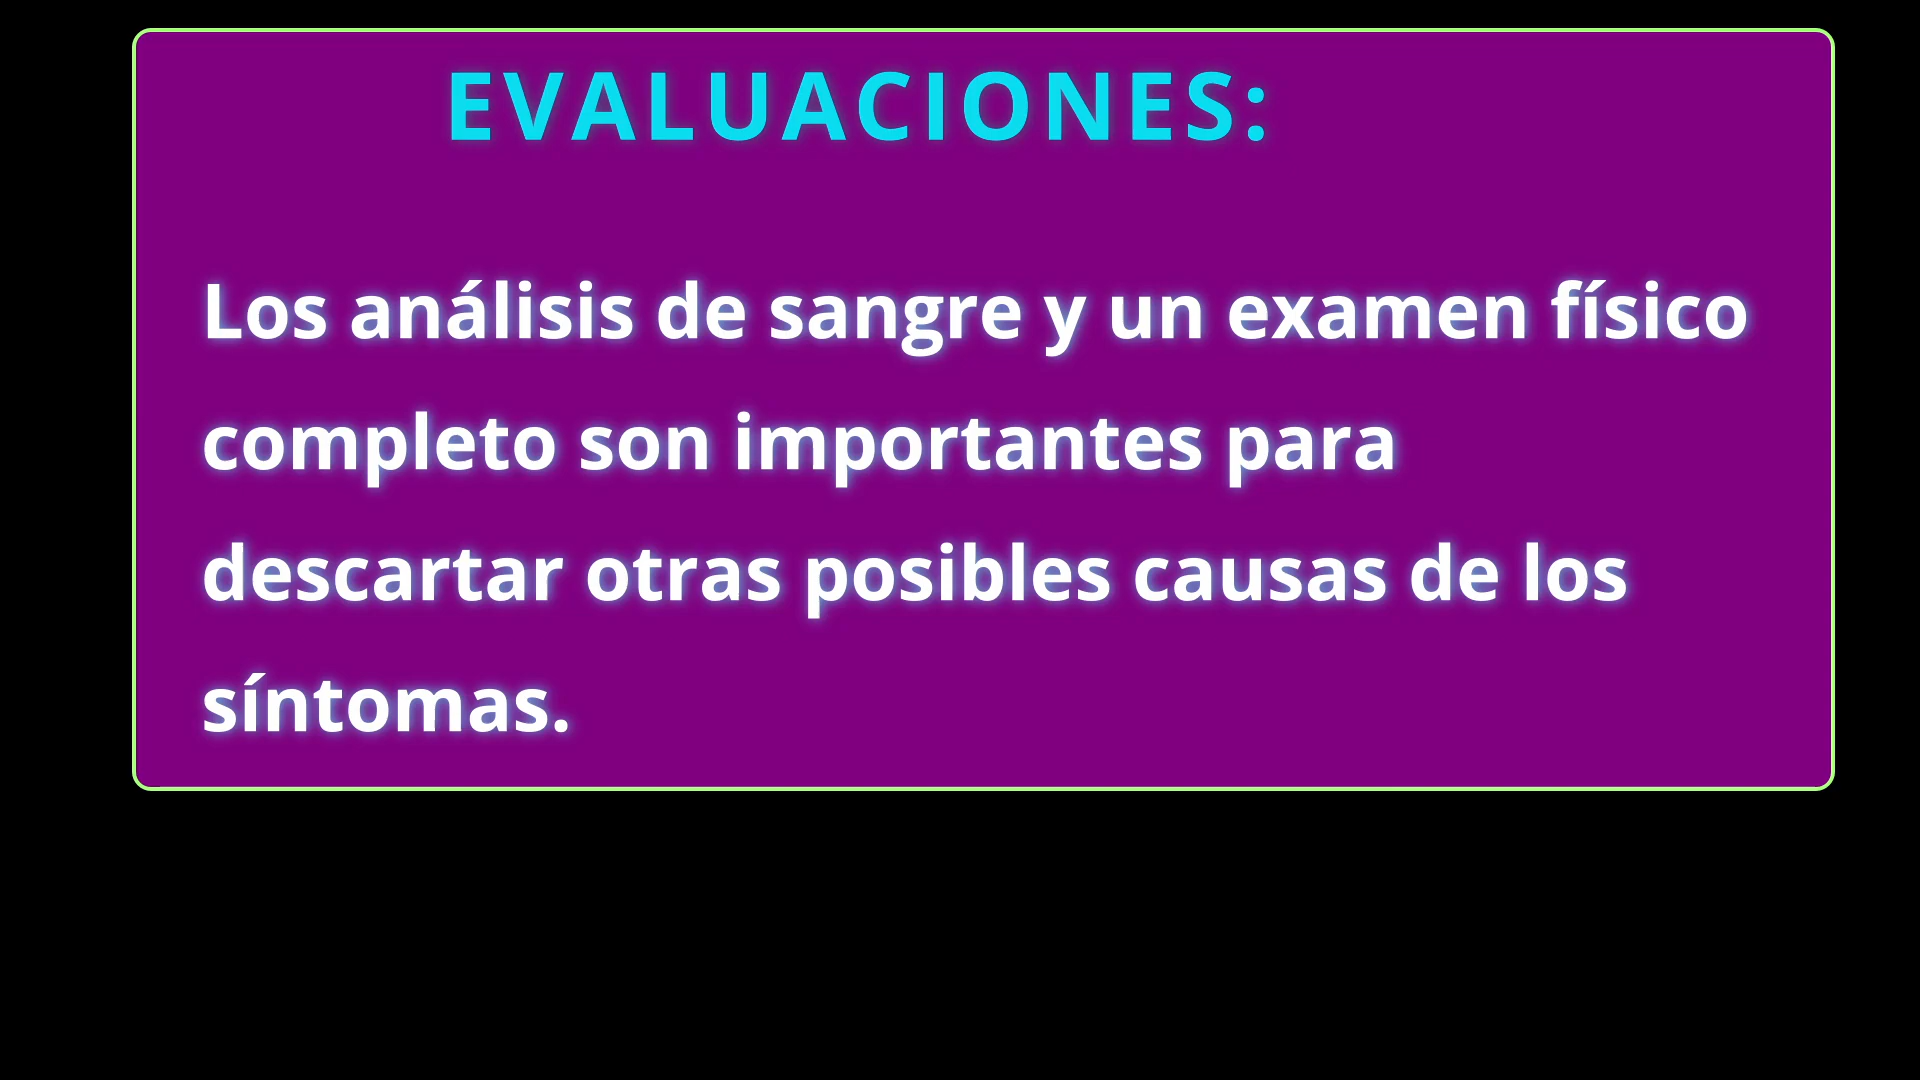 EVALUACIONES:
Los análisis de sangre y un examen físico
completo son importantes para
descartar otras posibles causas de los
síntomas.